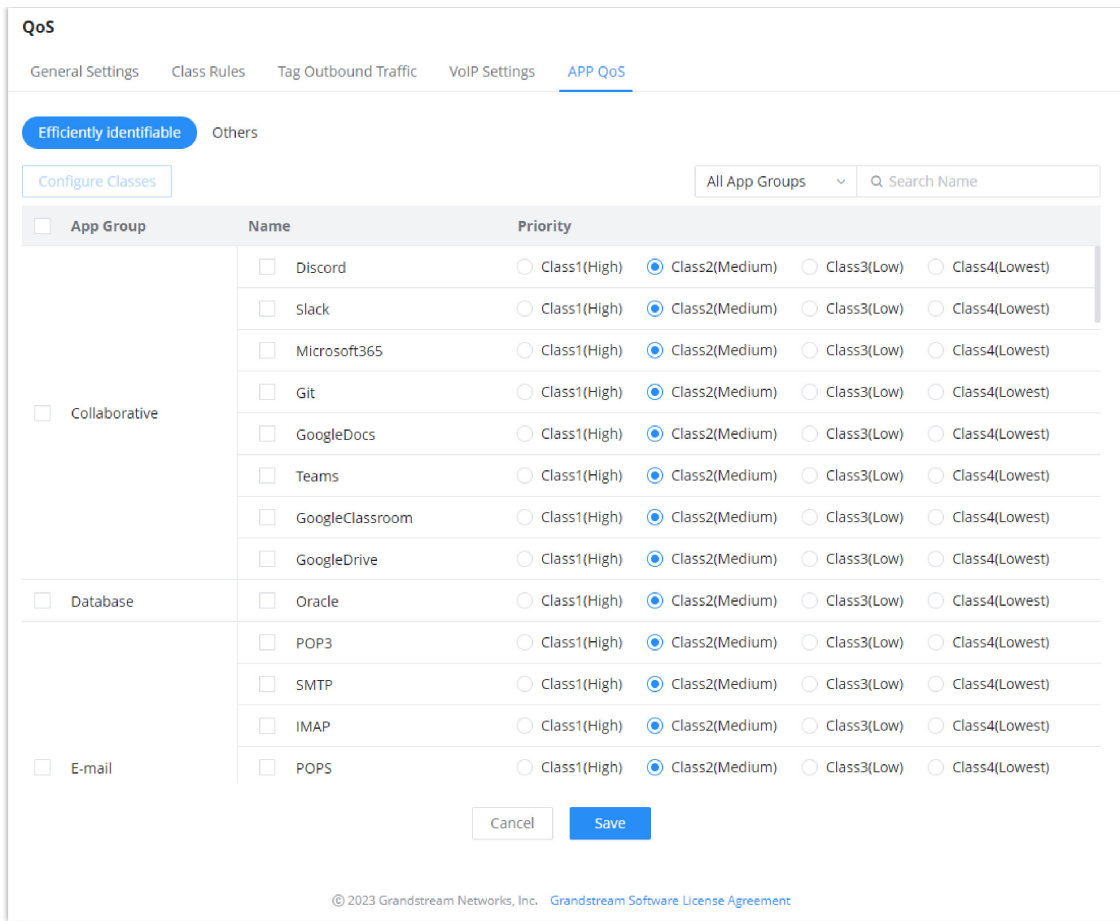 QoS
General Settings Class Rules Tag Outbound Traffic VoIP Settings APP QoS
Efficiently identifiable Others
Configure Classes All App Groups Search Name
App Group Name Priority
Discord Class1(High) Class2(Medium) Class3(Low) Class4(Lowest)
Slack Class1(High) Class2(Medium) Class3(Low) Class4(Lowest)
Microsoft365 Class1(High) Class2(Medium) Class3(Low) Class4(Lowest)
Git Class1(High) Class2(Medium) Class3(Low) Class4(Lowest)
Collaborative
GoogleDocs Class1(High) Class2(Medium) Class3(Low) Class4(Lowest)
Teams Class1(High) Class2(Medium) Class3(Low) Class4(Lowest)
GoogleClassroom Class1(High) Class2(Medium) Class3(Low) Class4(Lowest)
GoogleDrive Class1(High) Class2(Medium) Class3(Low) Class4(Lowest)
Database Oracle Class1(High) Class2(Medium) Class3(Low) Class4(Lowest)
POP3 Class1(High) Class2(Medium) Class3(Low) Class4(Lowest)
SMTP Class1(High) Class2(Medium) Class3(Low) Class4(Lowest)
IMAP Class1(High) Class2(Medium) Class3(Low) Class4(Lowest)
E-mail POPS Class1(High) Class2(Medium) Class3(Low) Class4(Lowest)
Cancel Save
© 2023 Grandstream Networks, Inc. Grandstream Software License Agreement